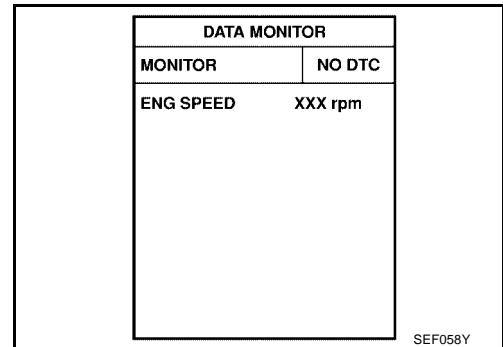 DATA MONITOR
MONITOR NO DTC
ENG SPEED XXX rpm
SEF058Y